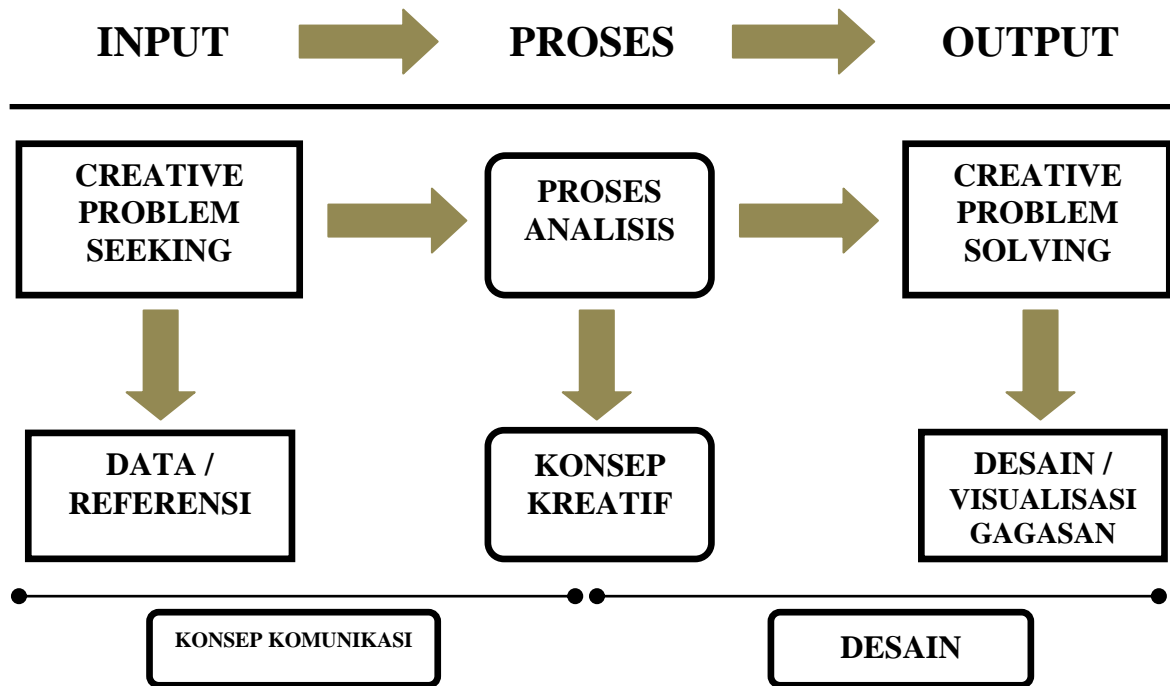 INPUT PROSES OUTPUT
CREATIVE
PROBLEM
SEEKING
PROSES
ANALISIS
CREATIVE
PROBLEM
SOLVING
DATA /
REFERENSI
KONSEP
KREATIF
DESAIN /
VISUALISASI
GAGASAN
KONSEP KOMUNIKASI
DESAIN